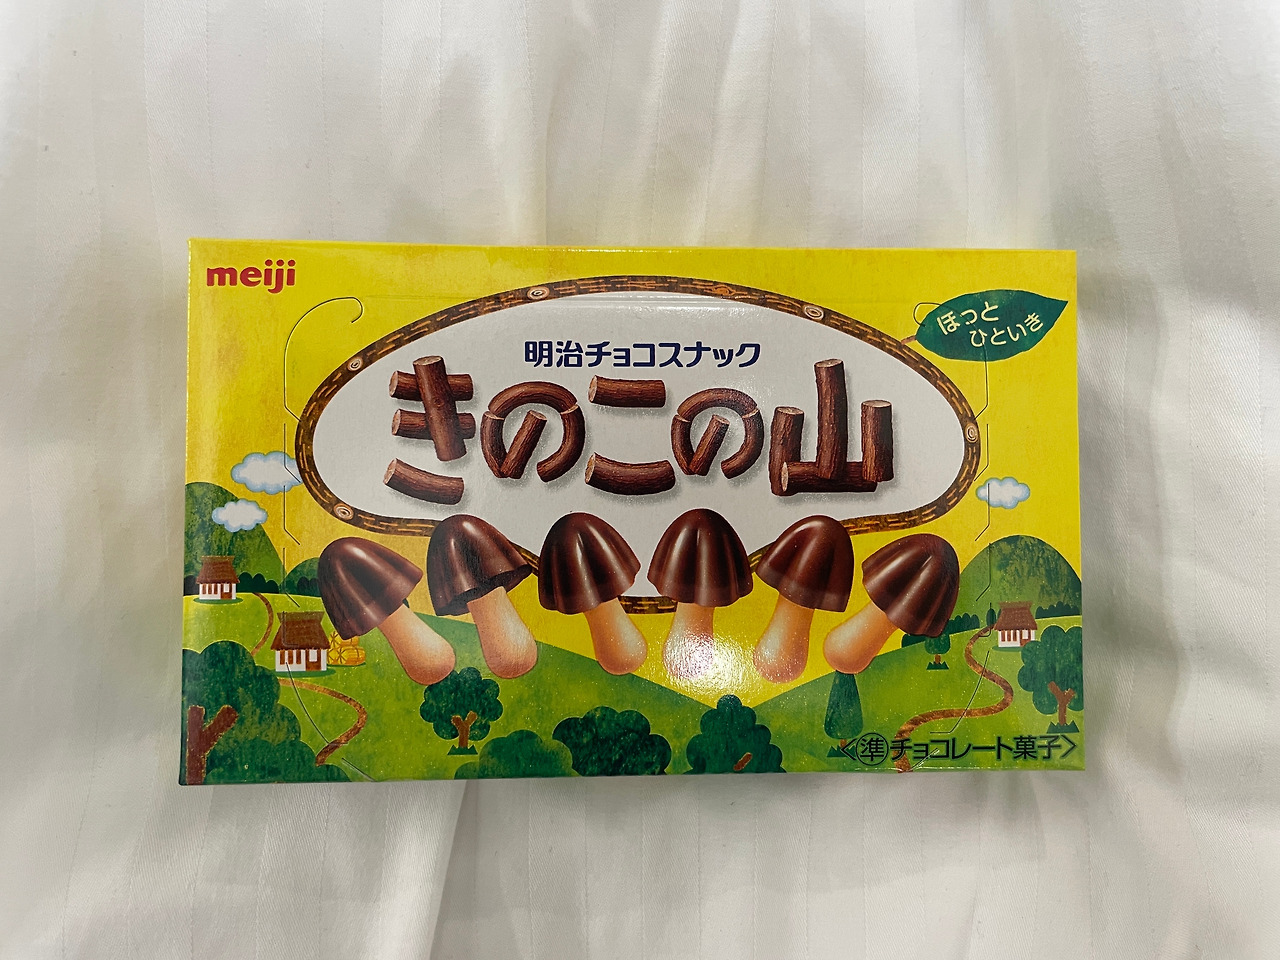 meiji
ほっと
ひといき
明治チョコスナック
きのこの山
<㊟チョコレート菓子>